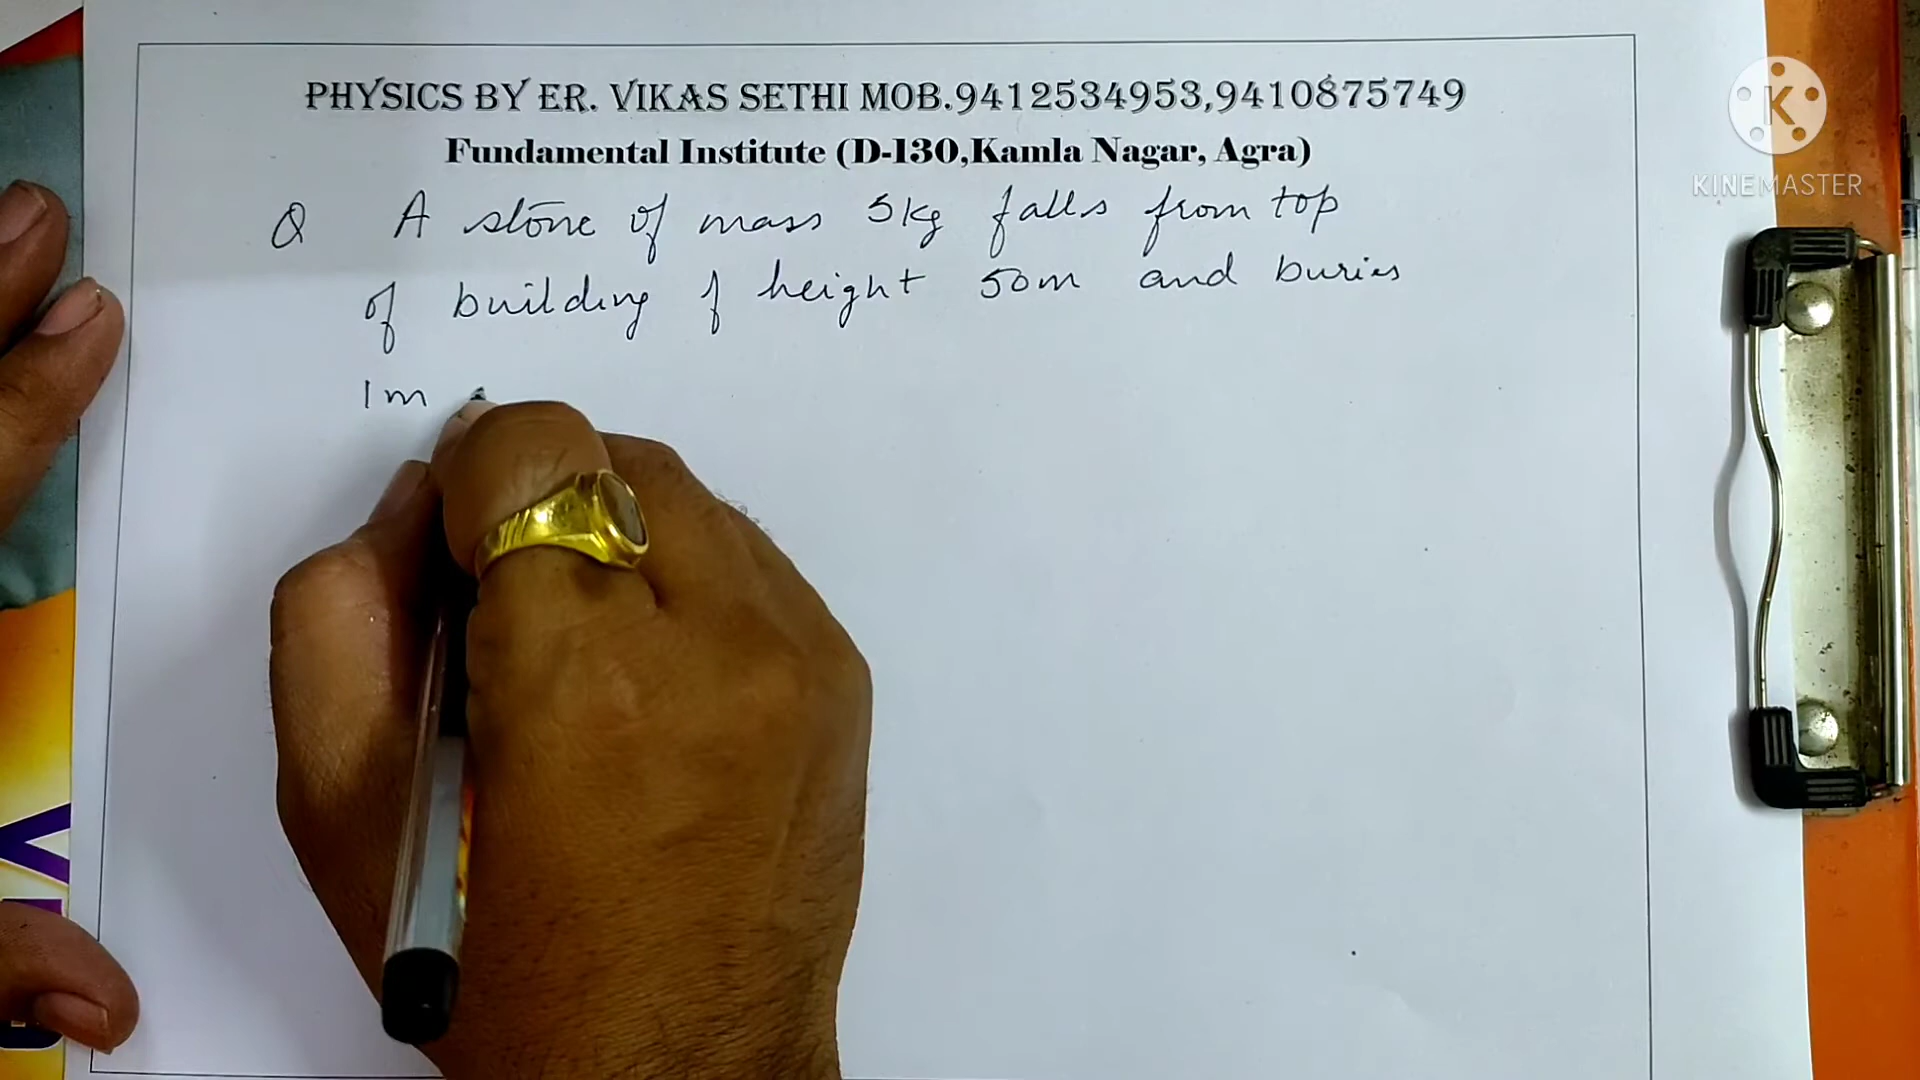 PHYSICS BY ER. VIKAS SETHI MOB.9412534953,9410875749
Fundamental Institute (D-130,Kamla Nagar, Agra)
KINEMASTER
Q A stone of mass 5kg falls from top
of building of height 50m and buries
1m